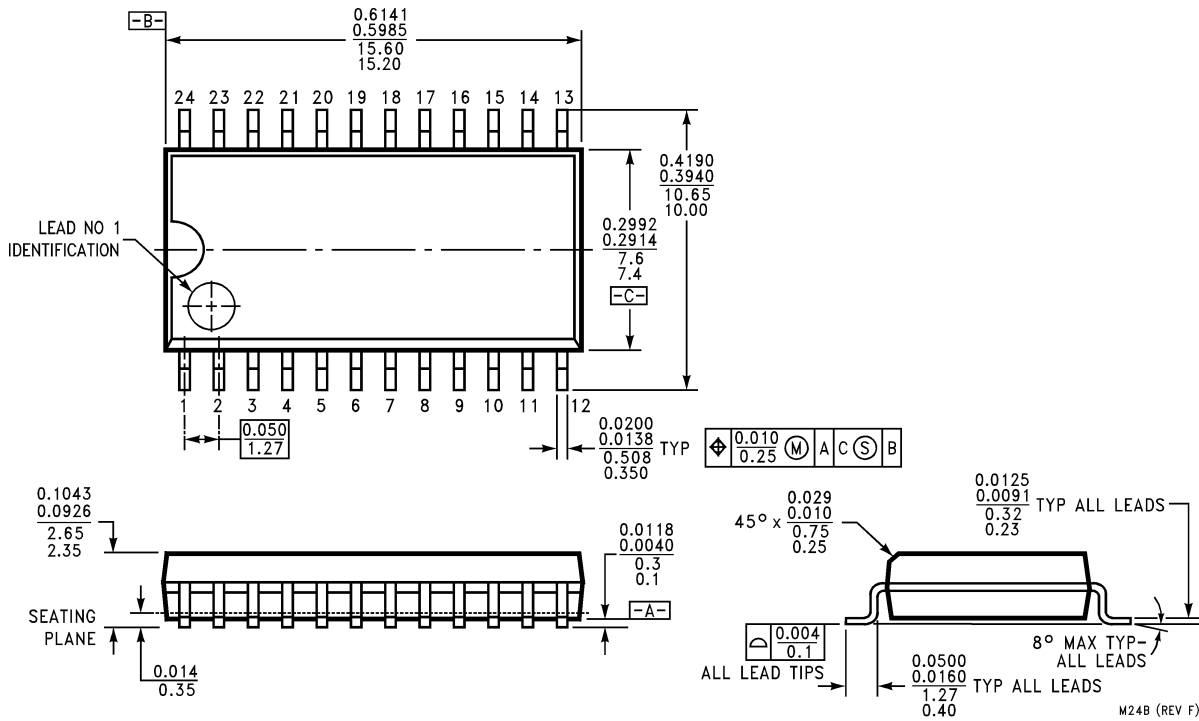 -B-
0.6141
0.5985
15.60
15.20
24 23 22 21 20 19 18 17 16 15 14 13
0.4190
0.3940
10.65
10.00
LEAD NO 1
IDENTIFICATION
0.2992
0.2914
7.6
7.4
-C-
1 2 3 4 5 6 7 8 9 10 11 12
0.050
1.27
0.0200
0.0138 TYP
0.508
0.350
⌖ 0.010 Ⓜ A C Ⓢ B
0.25
0.1043
0.0926
2.65
2.35
0.0118
0.0040
0.3
0.1
-A-
SEATING
PLANE
0.014
0.35
45° x 0.029
0.010
0.75
0.25
0.0125
0.0091 TYP ALL LEADS
0.32
0.23
0.004
0.1
ALL LEAD TIPS
8° MAX TYP-
ALL LEADS
0.0500
0.0160 TYP ALL LEADS
1.27
0.40
M24B (REV F)